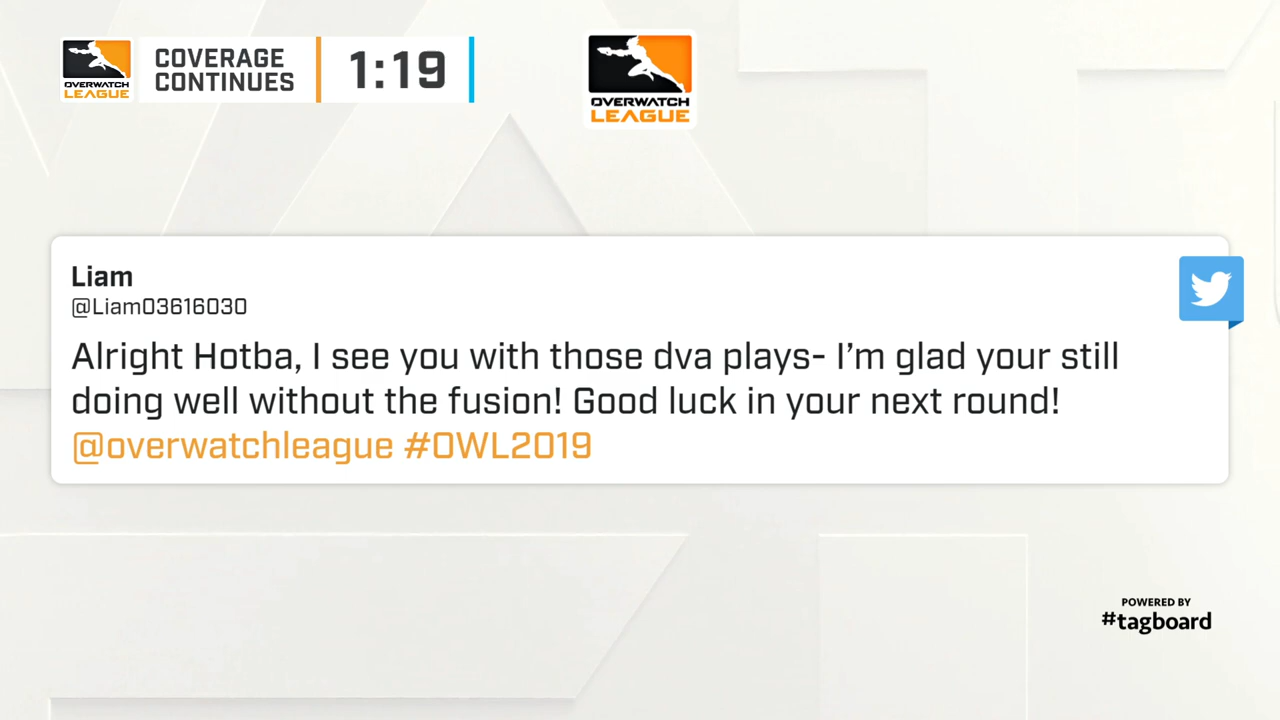 OVERWATCH
LEAGUE
COVERAGE
CONTINUES
1:19
OVERWATCH
LEAGUE
Liam
@Liam03616030
Alright Hotba, I see you with those dva plays- I’m glad your still
doing well without the fusion! Good luck in your next round!
@overwatchleague #OWL2019
POWERED BY
#tagboard